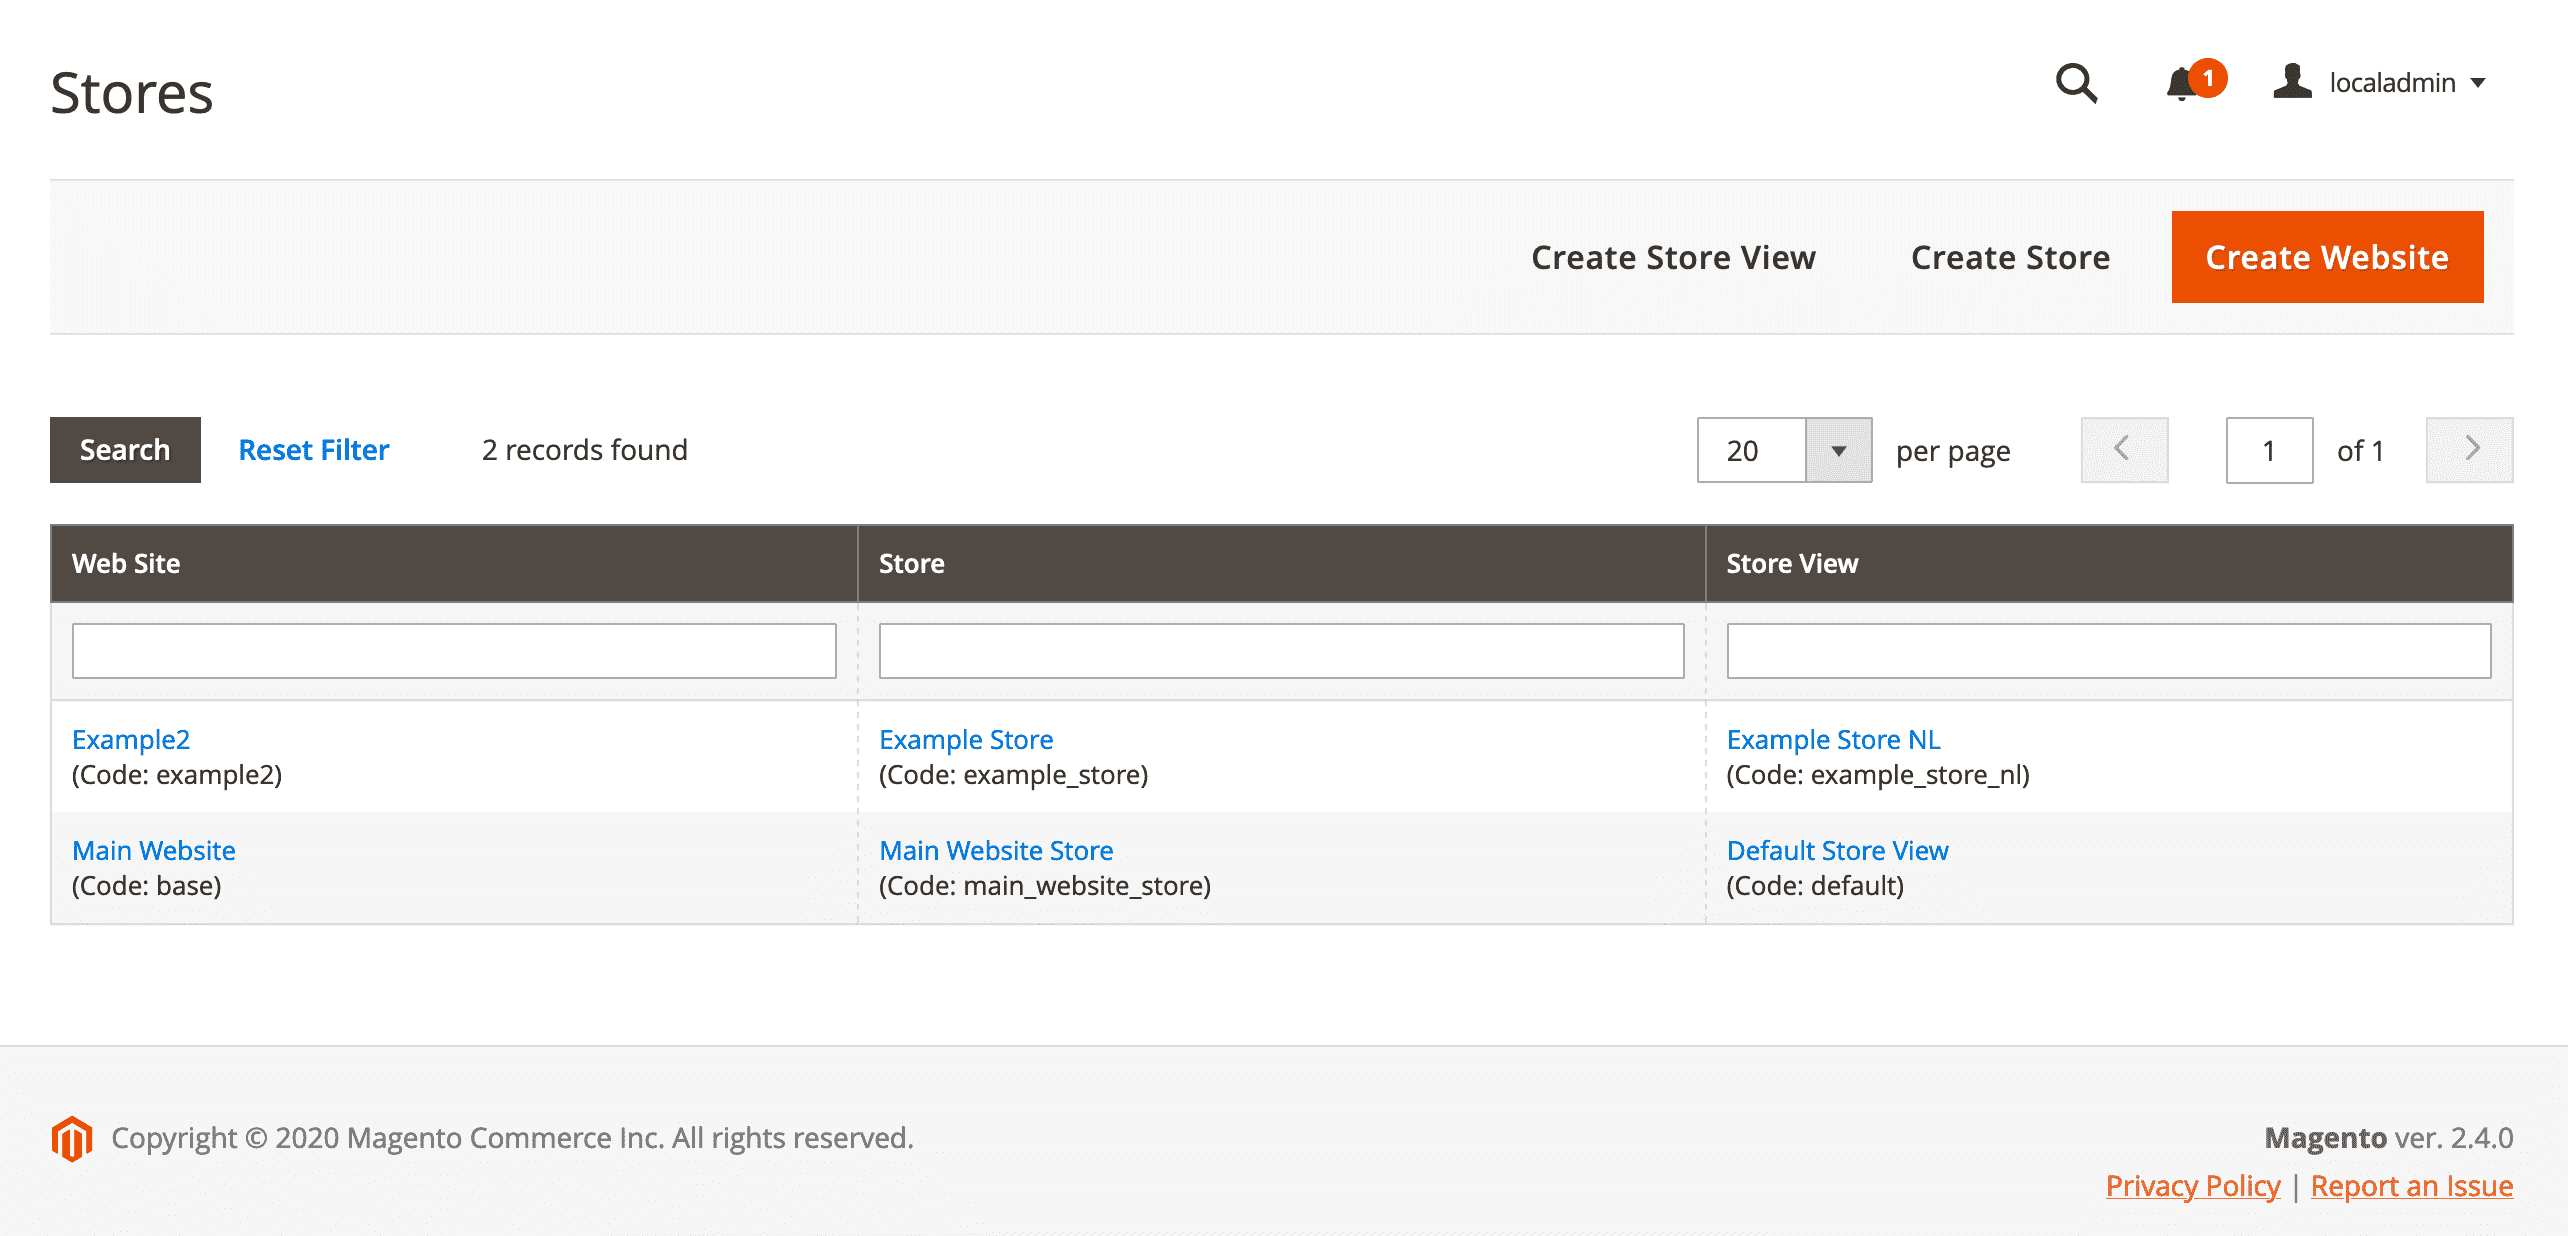 Stores
1
localadmin
Create Store View Create Store Create Website
Search Reset Filter 2 records found 20 per page 1 of 1
Web Site Store Store View
Example2 Example Store Example Store NL
(Code: example2) (Code: example_store) (Code: example_store_nl)
Main Website Main Website Store Default Store View
(Code: base) (Code: main_website_store) (Code: default)
Copyright © 2020 Magento Commerce Inc. All rights reserved. Magento ver. 2.4.0
Privacy Policy | Report an Issue